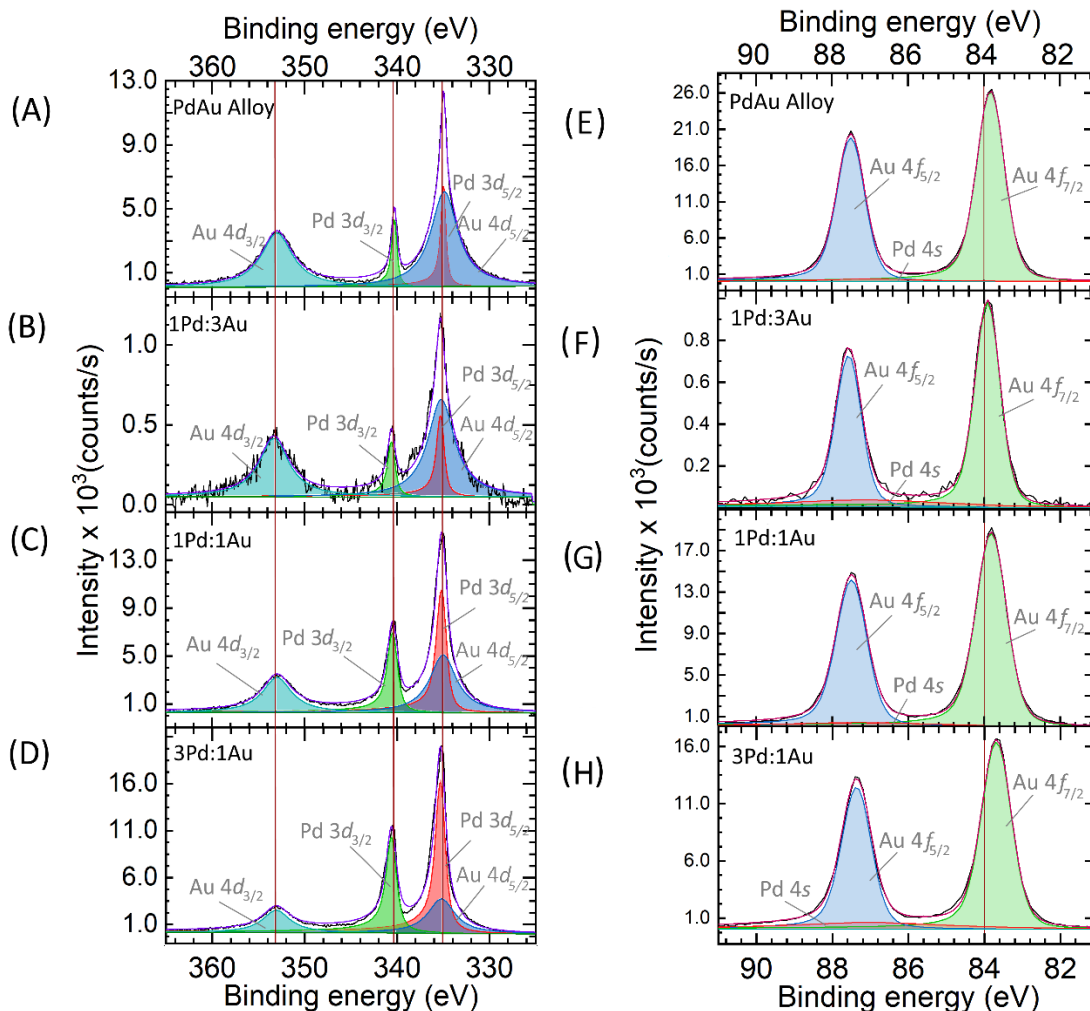 Binding energy (eV)
360 350 340 330
(A)
PdAu Alloy
13.0
9.0
5.0
1.0
Au 4d3/2
Pd 3d3/2
Pd 3d5/2
Au 4d5/2
(B)
1Pd:3Au
1.0
0.5
0.0
Au 4d3/2
Pd 3d3/2
Pd 3d5/2
Au 4d5/2
Intensity x 10³(counts/s)
(C)
1Pd:1Au
13.0
9.0
5.0
1.0
Au 4d3/2
Pd 3d3/2
Pd 3d5/2
Au 4d5/2
(D)
3Pd:1Au
16.0
11.0
6.0
1.0
Au 4d3/2
Pd 3d3/2
Pd 3d5/2
Au 4d5/2
360 350 340 330
Binding energy (eV)
Binding energy (eV)
90 88 86 84 82
(E)
PdAu Alloy
26.0
21.0
16.0
11.0
6.0
1.0
Au 4f5/2
Pd 4s
Au 4f7/2
(F)
1Pd:3Au
0.8
0.6
0.4
0.2
Au 4f5/2
Pd 4s
Au 4f7/2
Intensity x 10³(counts/s)
(G)
1Pd:1Au
17.0
13.0
9.0
5.0
1.0
Au 4f5/2
Pd 4s
Au 4f7/2
(H)
3Pd:1Au
16.0
11.0
6.0
1.0
Au 4f5/2
Pd 4s
Au 4f7/2
90 88 86 84 82
Binding energy (eV)